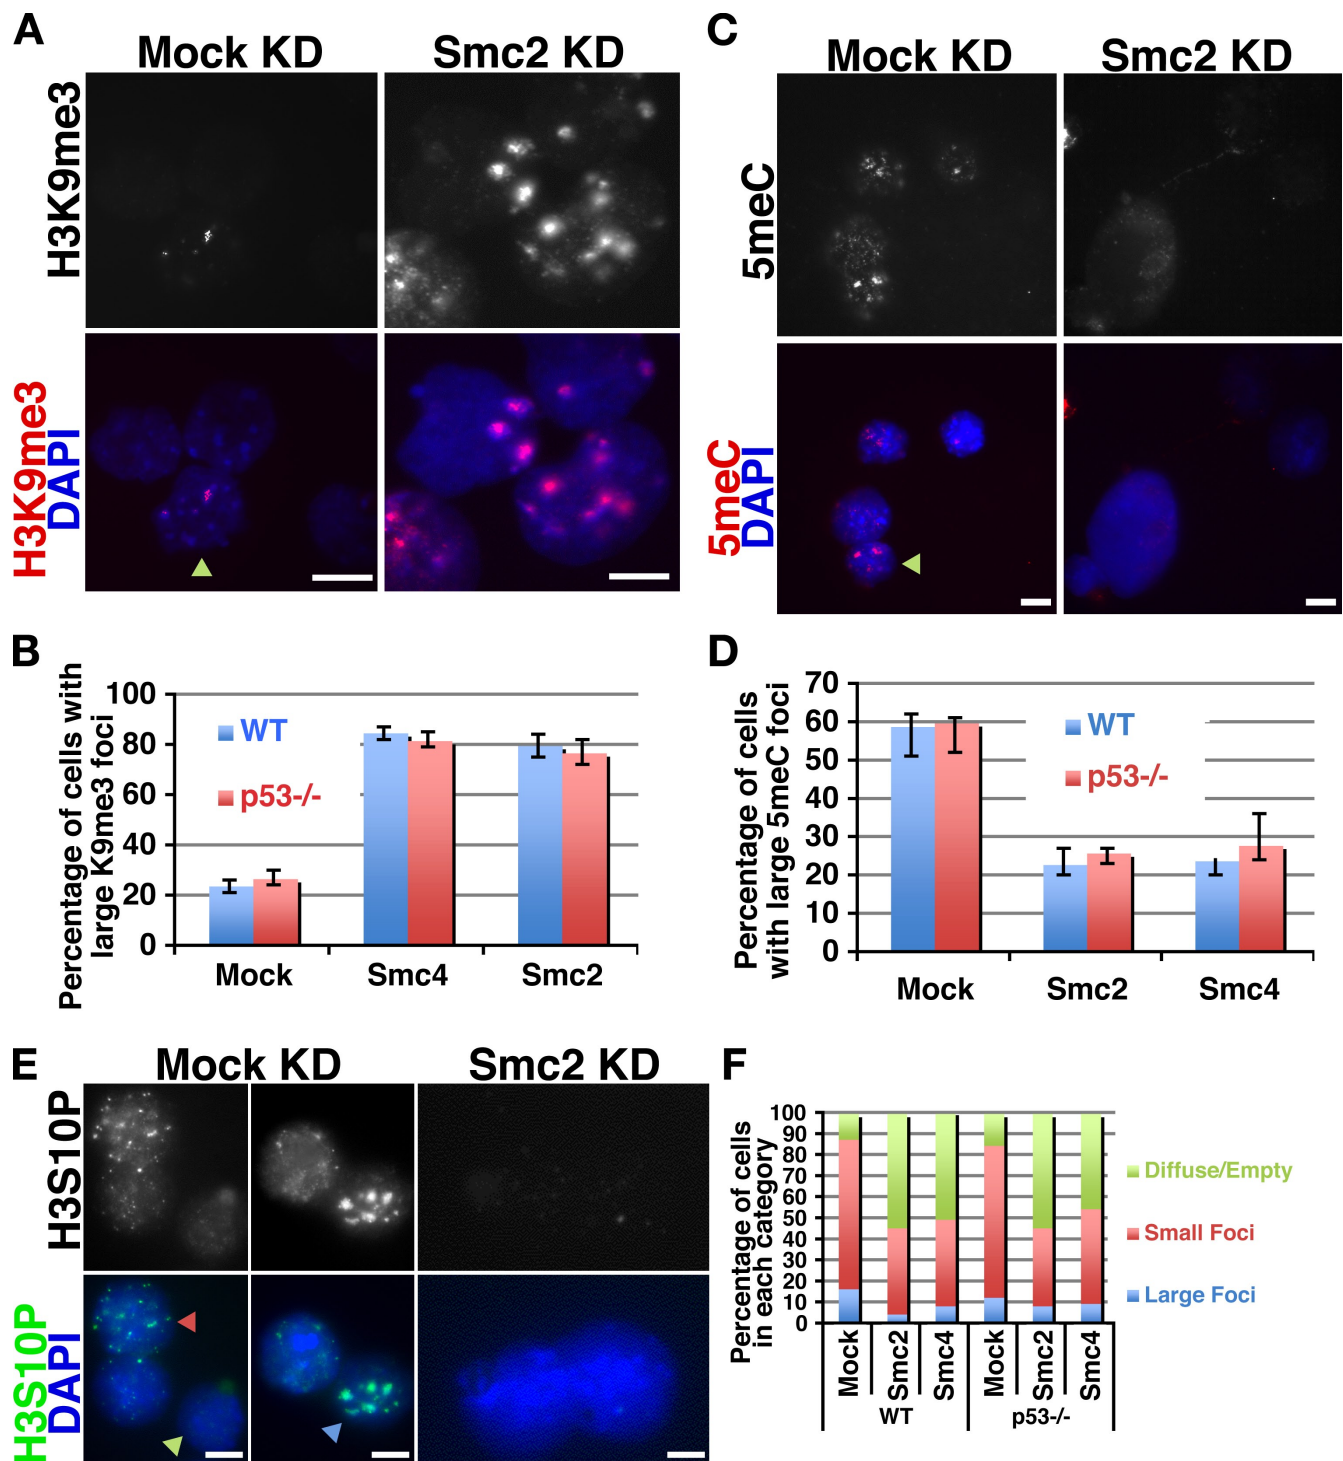 A
Mock KD
Smc2 KD
H3K9me3
H3K9me3
DAPI
C
Mock KD
Smc2 KD
5meC
5meC
DAPI
B
Percentage of cells with
large K9me3 foci
100
80
60
40
20
0
WT
p53-/-
Mock
Smc4
Smc2
D
Percentage of cells
with large 5meC foci
70
60
50
40
30
20
10
0
WT
p53-/-
Mock
Smc2
Smc4
E
Mock KD
Smc2 KD
H3S10P
H3S10P
DAPI
F
Percentage of cells
in each category
100
90
80
70
60
50
40
30
20
10
0
Diffuse/Empty
Small Foci
Large Foci
Mock
Smc2
Smc4
Mock
Smc2
Smc4
WT
p53-/-